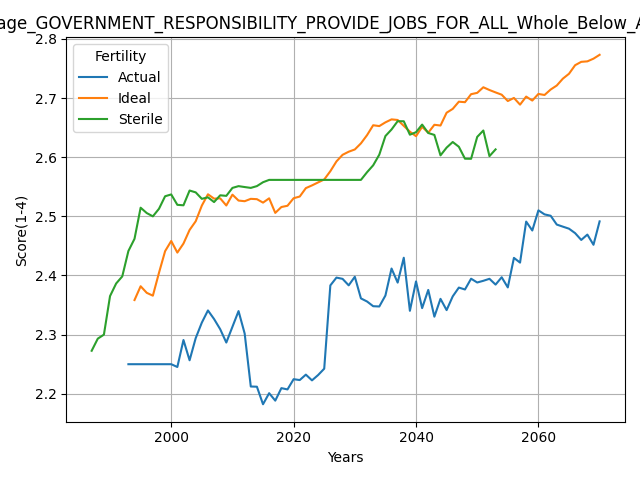 age_GOVERNMENT_RESPONSIBILITY_PROVIDE_JOBS_FOR_ALL_Whole_Below_A
2.8
Fertility
Actual
Ideal
Sterile
2.7
2.6
2.5
2.4
2.3
2.2
Score(1-4)
2000
2020
2040
2060
Years